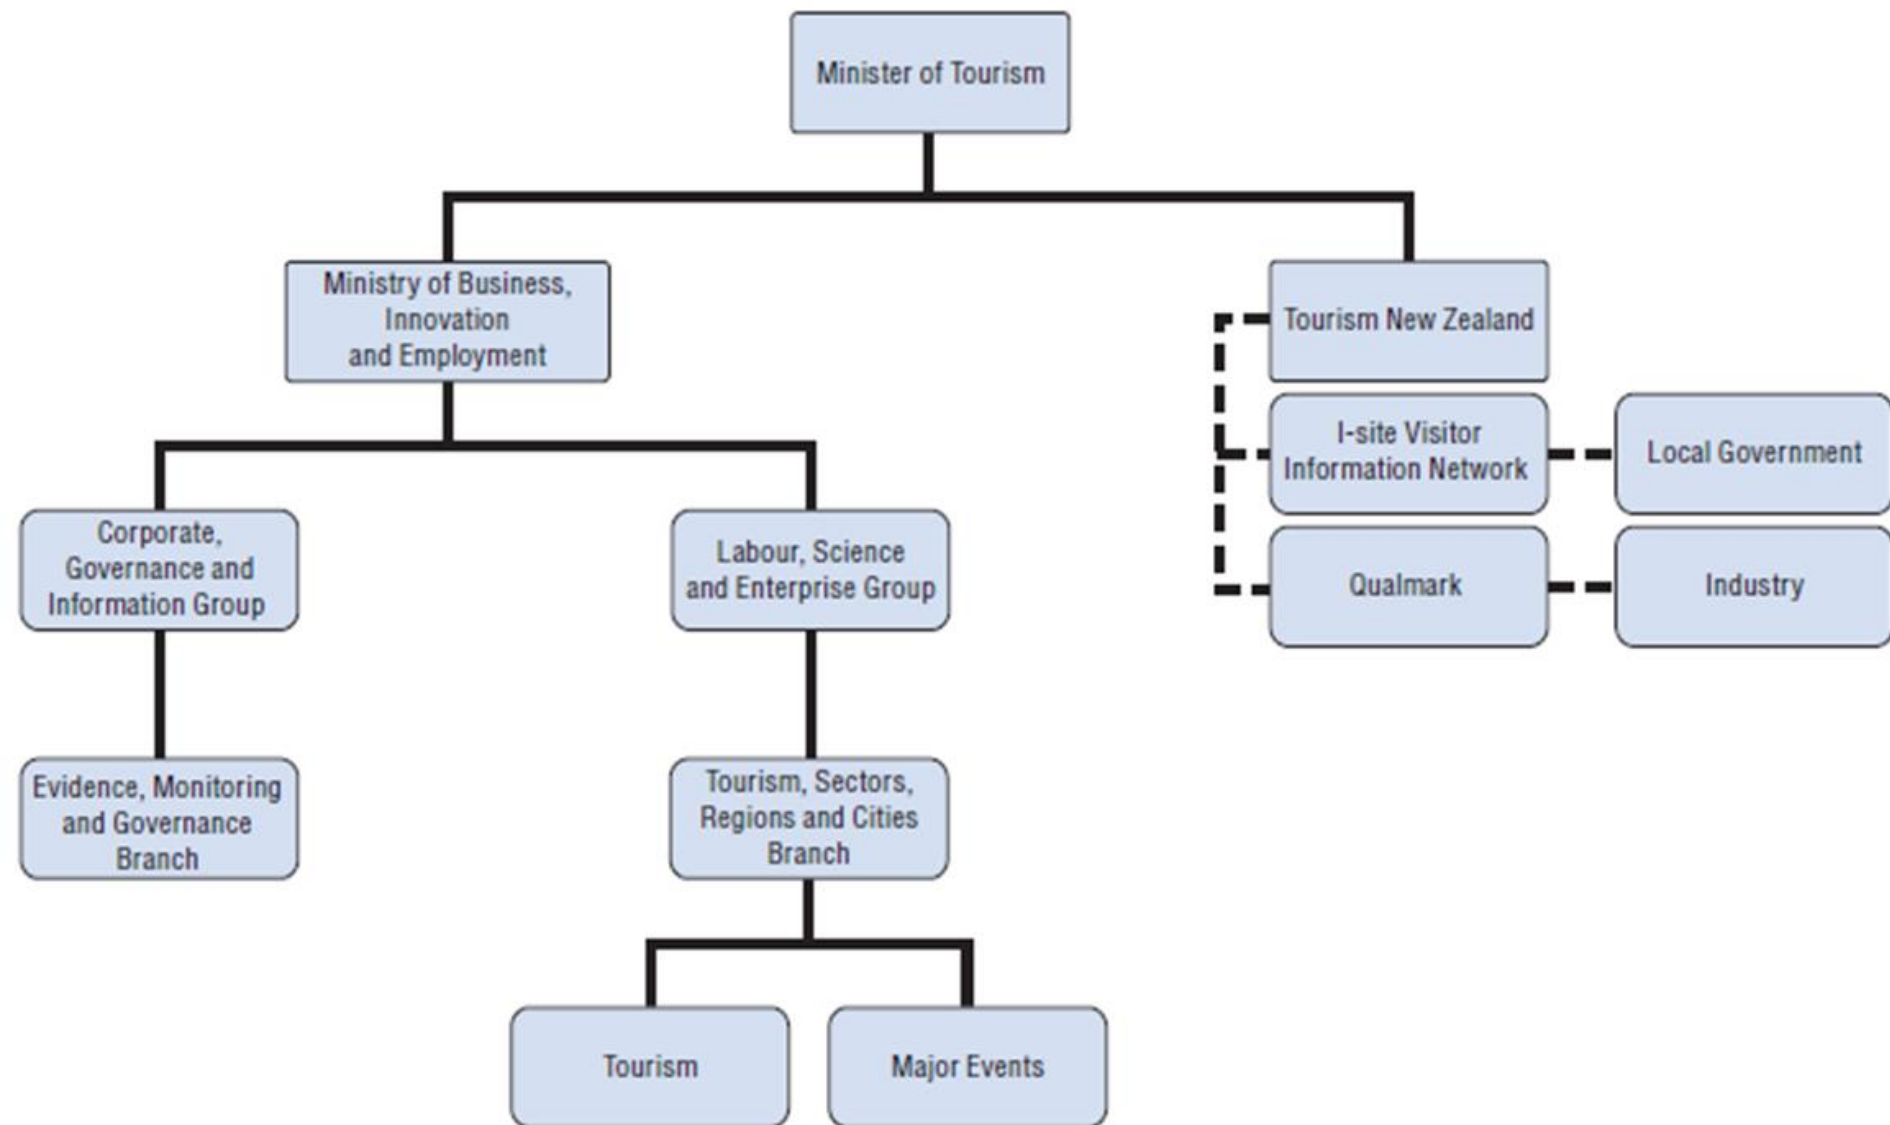 Minister of Tourism
Ministry of Business,
Innovation
and Employment
Tourism New Zealand
I-site Visitor
Information Network
Local Government
Qualmark
Industry
Corporate,
Governance and
Information Group
Labour, Science
and Enterprise Group
Evidence, Monitoring
and Governance
Branch
Tourism, Sectors,
Regions and Cities
Branch
Tourism
Major Events